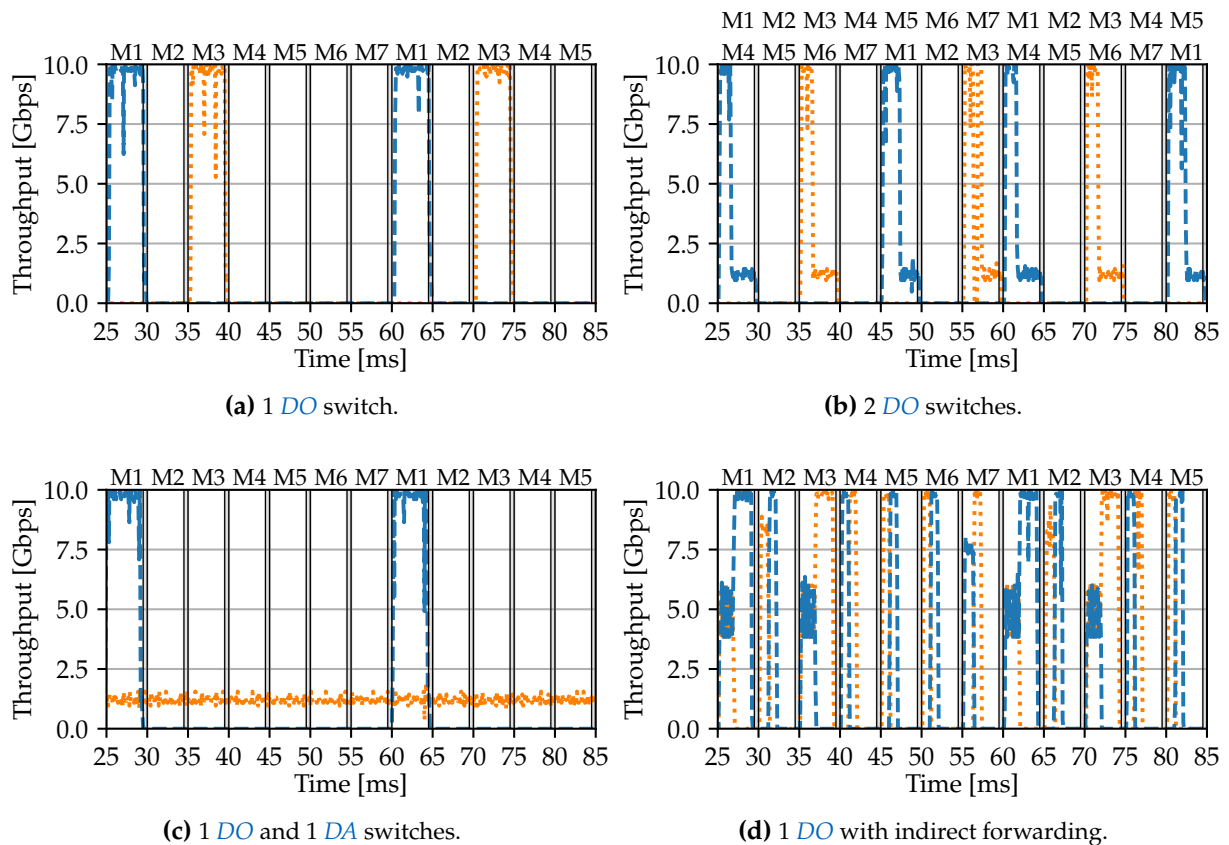 M1 M2 M3 M4 M5 M6 M7 M1 M2 M3 M4 M5
M1 M2 M3 M4 M5 M6 M7 M1 M2 M3 M4 M5
M4 M5 M6 M7 M1 M2 M3 M4 M5 M6 M7 M1
Throughput [Gbps]
10.0
7.5
5.0
2.5
0.0
25 30 35 40 45 50 55 60 65 70 75 80 85
Time [ms]
(a) 1 DO switch.
Throughput [Gbps]
10.0
7.5
5.0
2.5
0.0
25 30 35 40 45 50 55 60 65 70 75 80 85
Time [ms]
(b) 2 DO switches.
M1 M2 M3 M4 M5 M6 M7 M1 M2 M3 M4 M5
Throughput [Gbps]
10.0
7.5
5.0
2.5
0.0
25 30 35 40 45 50 55 60 65 70 75 80 85
Time [ms]
(c) 1 DO and 1 DA switches.
M1 M2 M3 M4 M5 M6 M7 M1 M2 M3 M4 M5
Throughput [Gbps]
10.0
7.5
5.0
2.5
0.0
25 30 35 40 45 50 55 60 65 70 75 80 85
Time [ms]
(d) 1 DO with indirect forwarding.